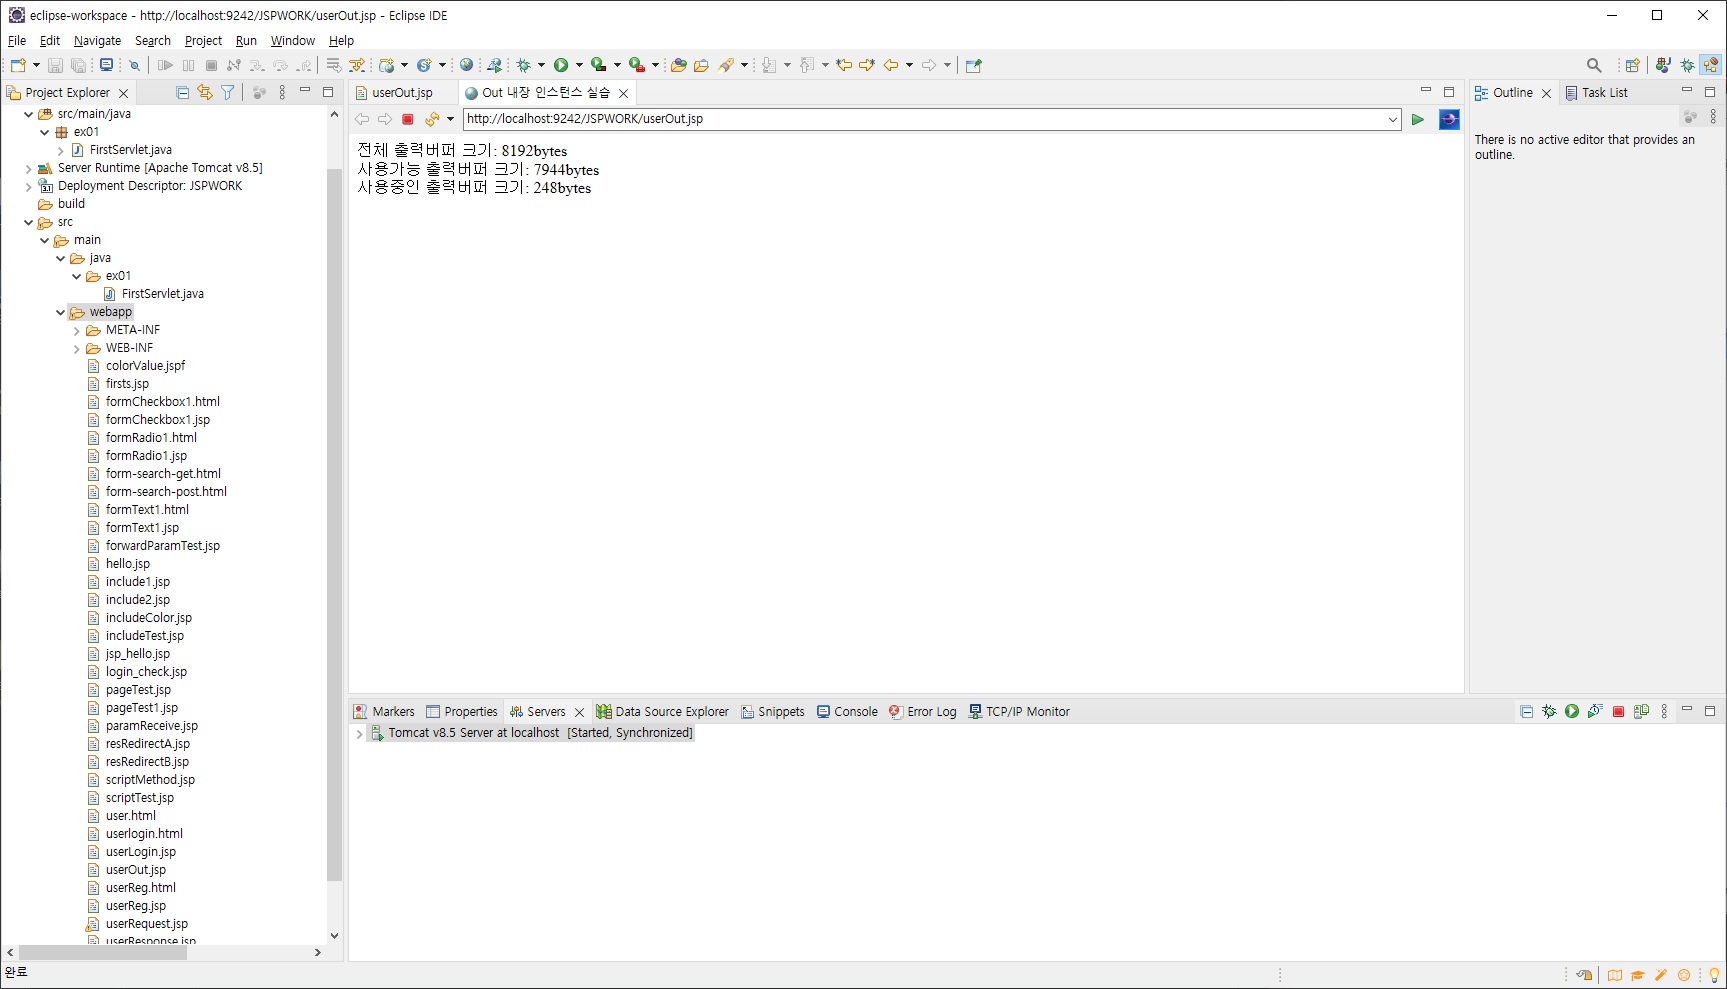 eclipse-workspace - http://localhost:9242/JSPWORK/userOut.jsp - Eclipse IDE
File Edit Navigate Search Project Run Window Help
Project Explorer
userOut.jsp
Out 내장 인스턴스 실습
Outline
Task List
http://localhost:9242/JSPWORK/userOut.jsp
전체 출력버퍼 크기: 8192bytes
사용가능 출력버퍼 크기: 7944bytes
사용중인 출력버퍼 크기: 248bytes
There is no active editor that provides an
outline.
src/main/java
ex01
FirstServlet.java
Server Runtime [Apache Tomcat v8.5]
Deployment Descriptor: JSPWORK
build
src
main
java
ex01
FirstServlet.java
webapp
META-INF
WEB-INF
colorValue.jspf
firsts.jsp
formCheckbox1.html
formCheckbox1.jsp
formRadio1.html
formRadio1.jsp
form-search-get.html
form-search-post.html
formText1.html
formText1.jsp
forwardParamTest.jsp
hello.jsp
include1.jsp
include2.jsp
includeColor.jsp
includeTest.jsp
jsp_hello.jsp
login_check.jsp
pageTest.jsp
pageTest1.jsp
paramReceive.jsp
resRedirectA.jsp
resRedirectB.jsp
scriptMethod.jsp
scriptTest.jsp
user.html
userlogin.html
userLogin.jsp
userOut.jsp
userReg.html
userReg.jsp
userRequest.jsp
userResponse.jsp
Markers Properties Servers Data Source Explorer Snippets Console Error Log TCP/IP Monitor
Tomcat v8.5 Server at localhost [Started, Synchronized]
완료